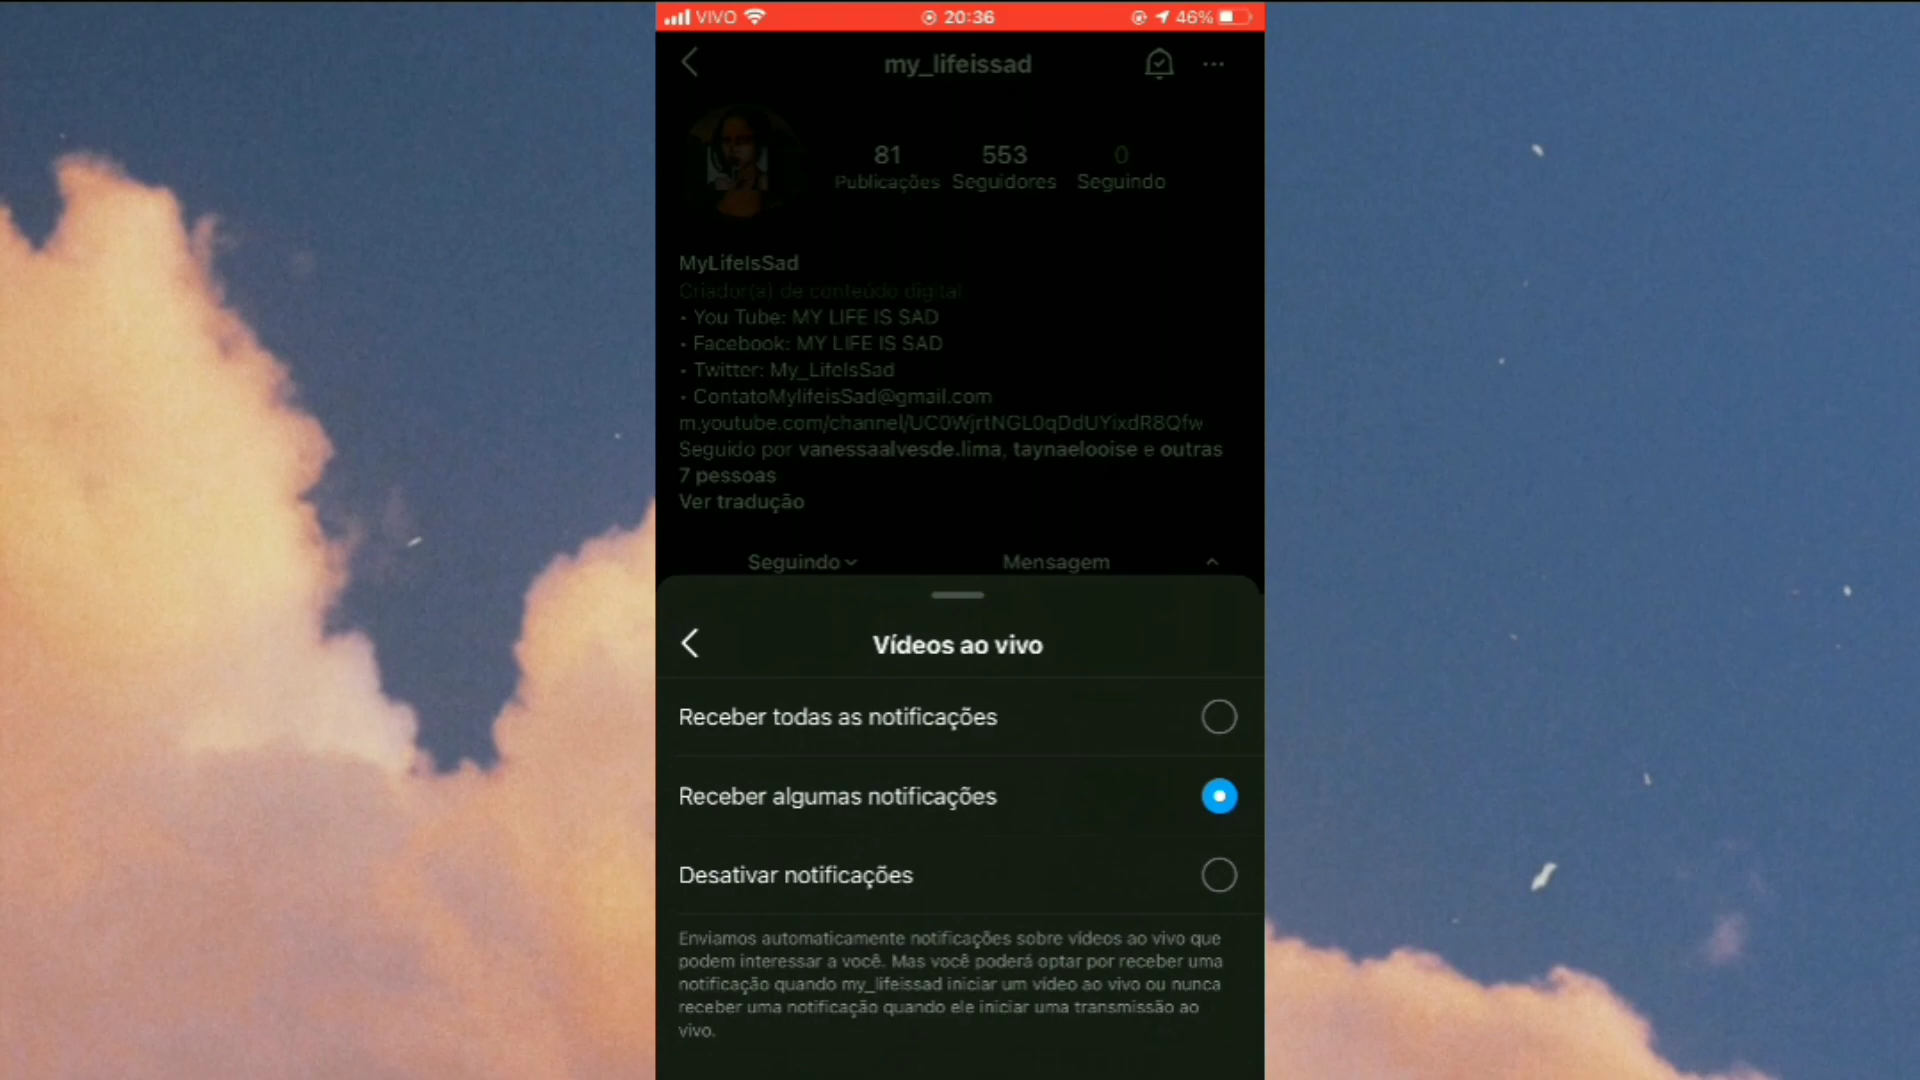 VIVO 20:36 46%
my_lifeissad
81 553 0
Publicações Seguidores Seguindo
MyLifeIsSad
Criador(a) de conteúdo digital
• You Tube: MY LIFE IS SAD
• Facebook: MY LIFE IS SAD
• Twitter: My_LifeIsSad
• ContatoMylifeisSad@gmail.com
m.youtube.com/channel/UC0WjrtNGL0qDdUYixdR8Qfw
Seguido por vanessaalvesde.lima, taynaelooise e outras
7 pessoas
Ver tradução
Seguindo Mensagem
Vídeos ao vivo
Receber todas as notificações
Receber algumas notificações
Desativar notificações
Enviamos automaticamente notificações sobre vídeos ao vivo que
podem interessar a você. Mas você poderá optar por receber uma
notificação quando my_lifeissad iniciar um vídeo ao vivo ou nunca
receber uma notificação quando ele iniciar uma transmissão ao
vivo.